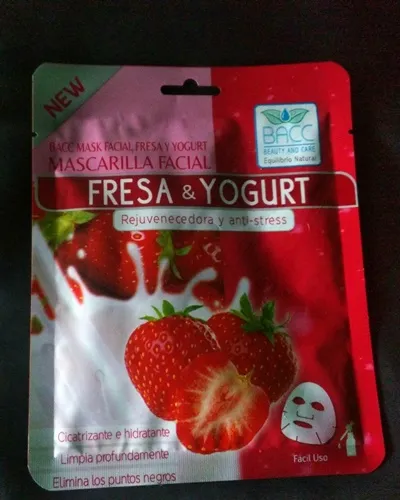 NEW
BACC MASK FACIAL, FRESA Y YOGURT
MASCARILLA FACIAL
BACC
BEAUTY AND CARE
Equilibrio Natural
FRESA & YOGURT
Rejuvenecedora y anti-stress
Cicatrizante e hidratante
Limpia profundamente
Elimina los puntos negros
Fácil Uso